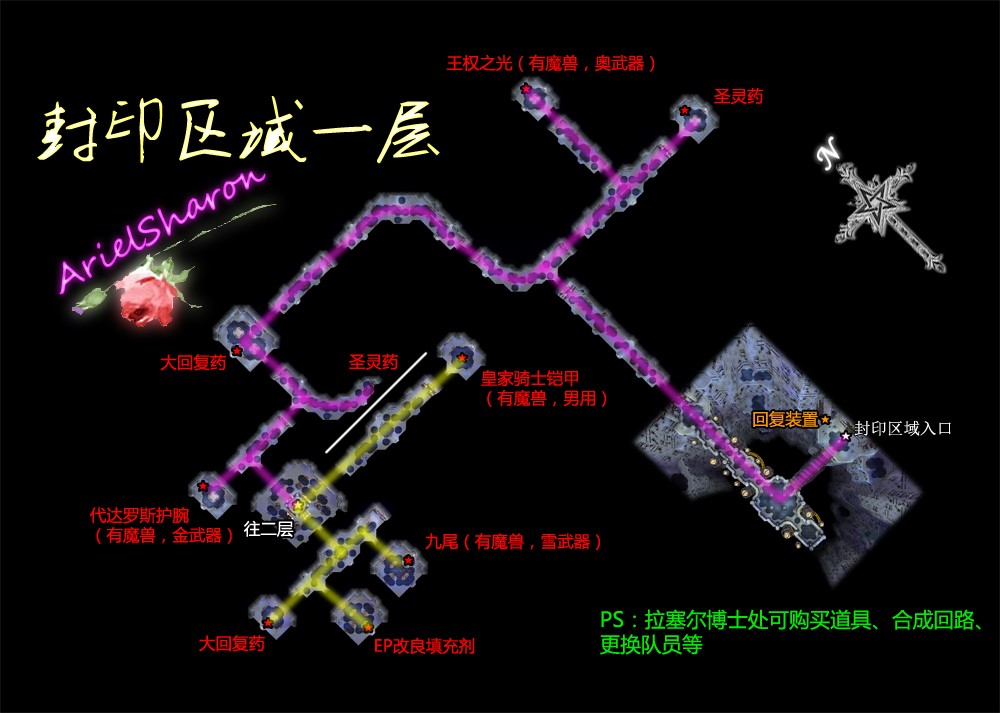 王权之光（有魔兽，奥武器）
圣灵药
封印区域一层
N
ArielSharon
大回复药
圣灵药
皇家骑士铠甲
（有魔兽，男用）
回复装置
封印区域入口
代达罗斯护腕
（有魔兽，金武器）
往二层
九尾（有魔兽，雪武器）
大回复药
EP改良填充剂
PS：拉塞尔博士处可购买道具、合成回路、
更换队员等